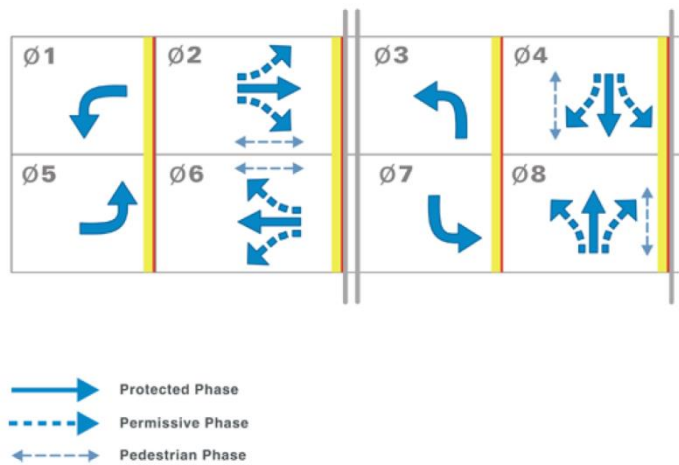 Ø1
Ø2
Ø3
Ø4
Ø5
Ø6
Ø7
Ø8
Protected Phase
Permissive Phase
Pedestrian Phase